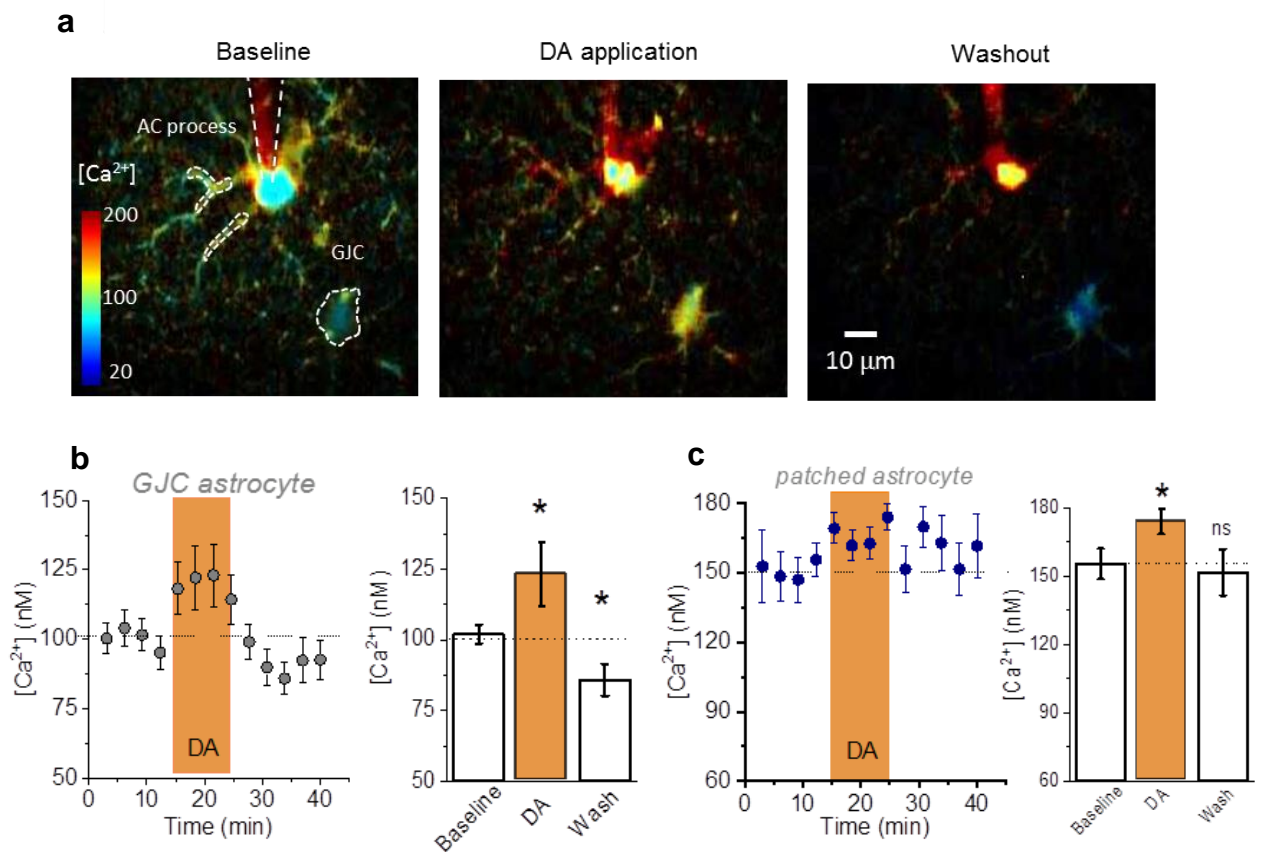 a
Baseline
DA application
Washout
AC process
[Ca²⁺]
200
100
20
GJC
10 μm
b
GJC astrocyte
150
125
100
75
50
[Ca²⁺] (nM)
DA
0 10 20 30 40
Time (min)
150
125
100
75
50
[Ca²⁺] (nM)
*
*
Baseline
DA
Wash
c
patched astrocyte
180
150
120
90
60
[Ca²⁺] (nM)
DA
0 10 20 30 40
Time (min)
180
150
120
90
60
[Ca²⁺] (nM)
*
ns
Baseline
DA
Wash